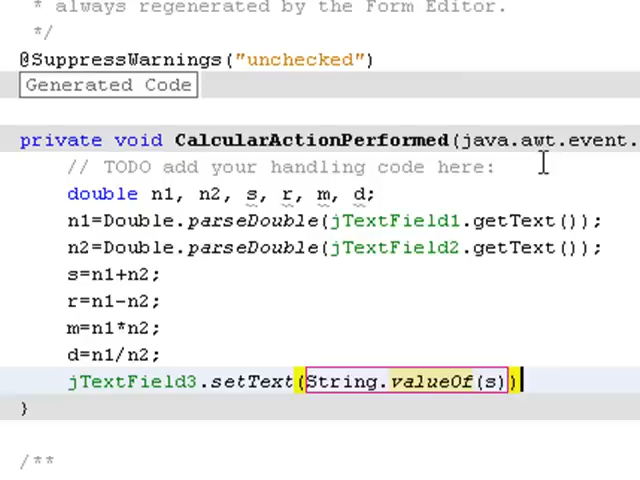 * always regenerated by the Form Editor.
*/
@SuppressWarnings("unchecked")
Generated Code
private void CalcularActionPerformed(java.awt.event.
// TODO add your handling code here:
double n1, n2, s, r, m, d;
n1=Double.parseDouble(jTextField1.getText());
n2=Double.parseDouble(jTextField2.getText());
s=n1+n2;
r=n1-n2;
m=n1*n2;
d=n1/n2;
jTextField3.setText(String.valueOf(s))
}
/**